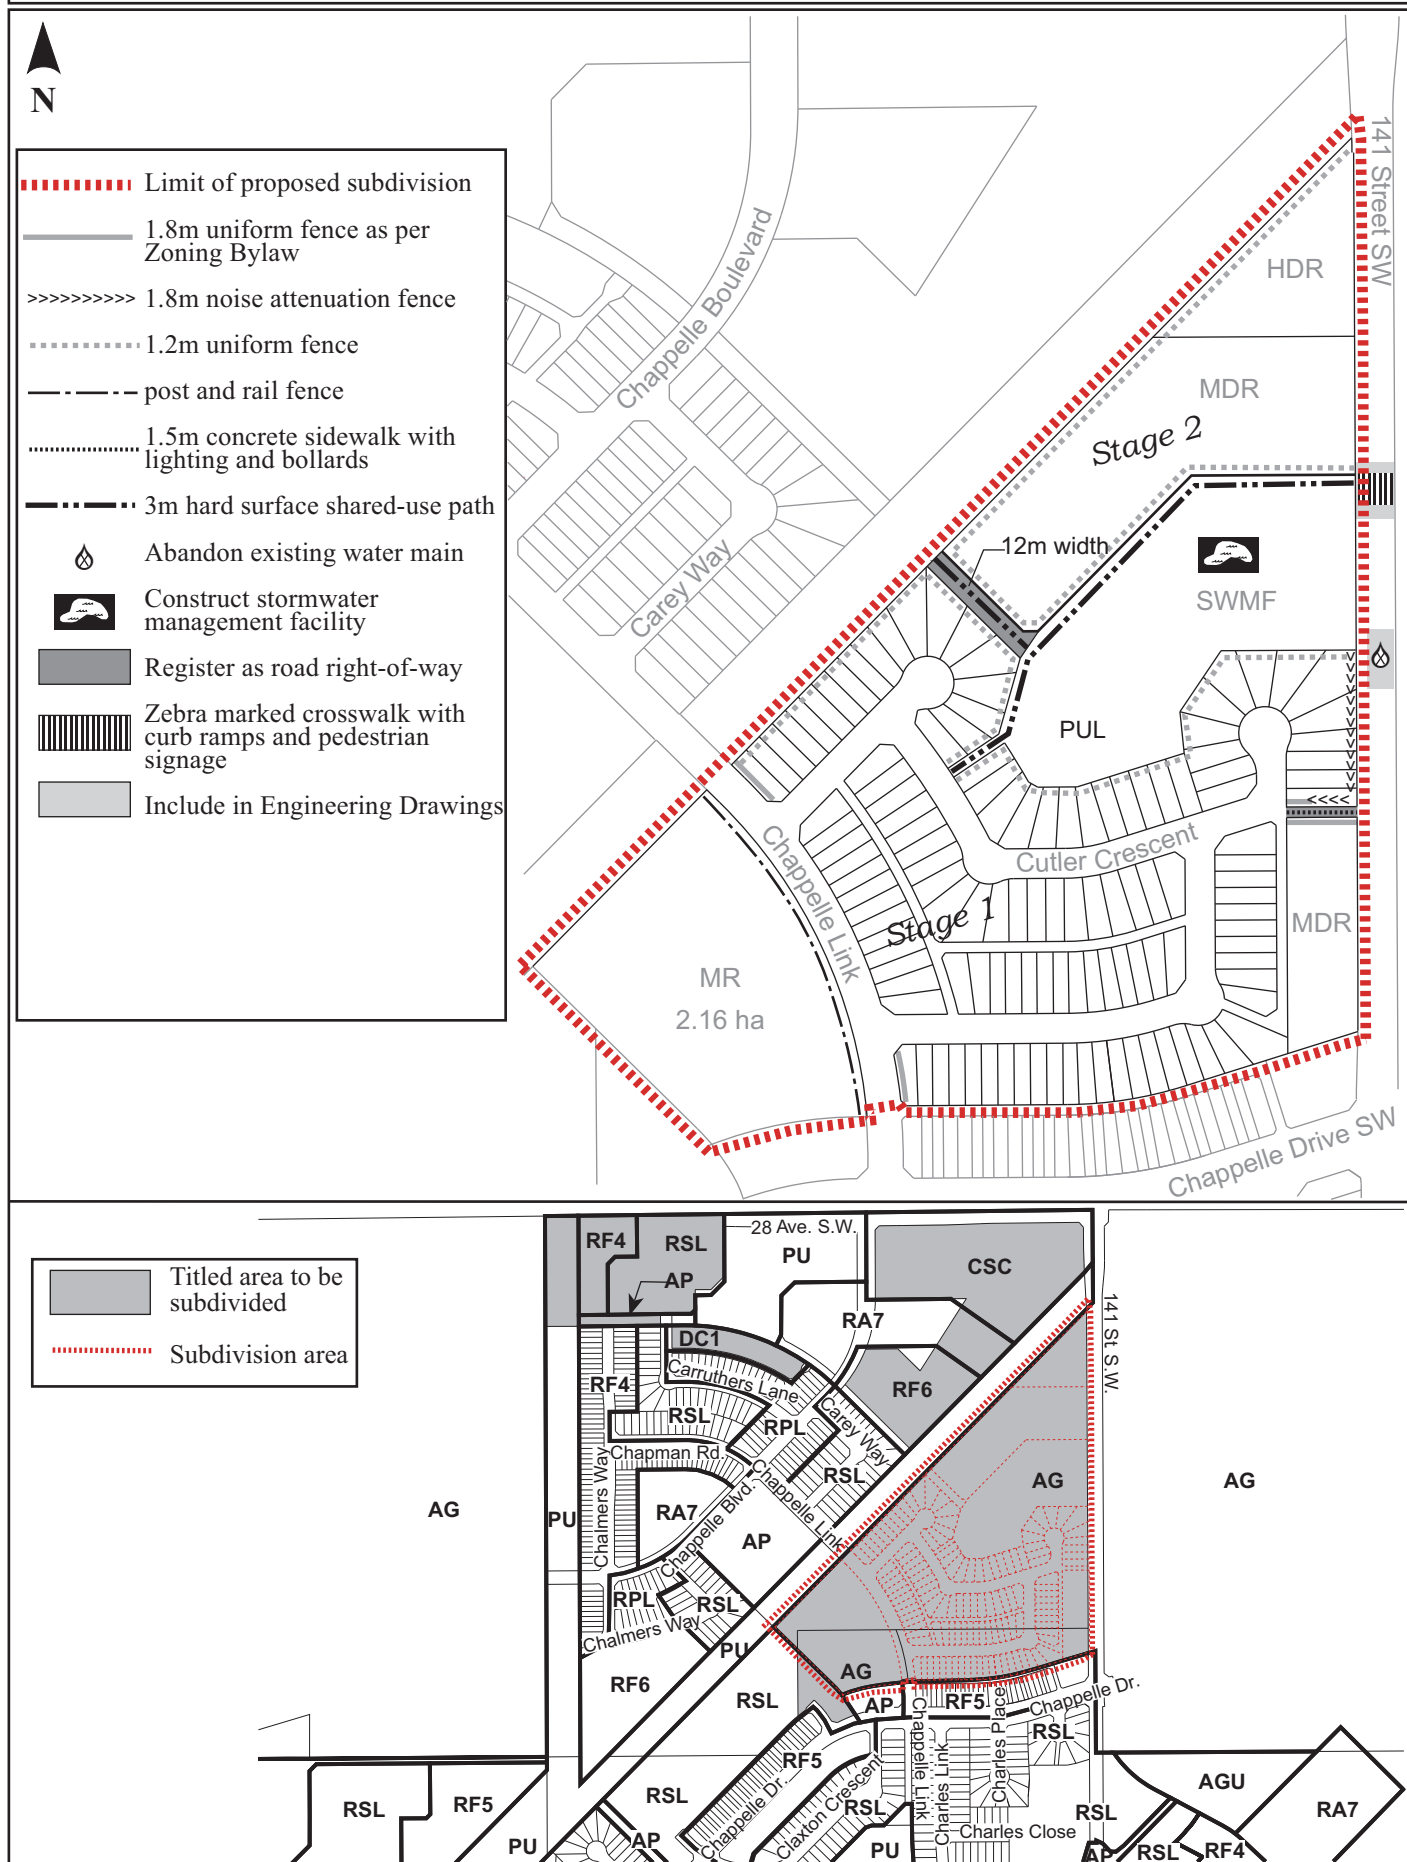 N
Limit of proposed subdivision
1.8m uniform fence as per
Zoning Bylaw
>>>>>>>>>> 1.8m noise attenuation fence
1.2m uniform fence
post and rail fence
1.5m concrete sidewalk with
lighting and bollards
3m hard surface shared-use path
Abandon existing water main
Construct stormwater
management facility
Register as road right-of-way
Zebra marked crosswalk with
curb ramps and pedestrian
signage
Include in Engineering Drawings
141 Street SW
Chappelle Boulevard
HDR
MDR
Stage 2
12m width
SWMF
Carey Way
PUL
Chappelle Link
Cutler Crescent
Stage 1
MDR
MR
2.16 ha
Chappelle Drive SW
Titled area to be
subdivided
Subdivision area
28 Ave. S.W.
RF4
RSL
PU
CSC
AP
RA7
141 St. S.W.
DC1
Carruthers Lane
RF4
RF6
RSL
RPL
Carey Way
Chapman Rd.
Chalmers Way
RSL
Chappelle Link
AG
PU
RA7
Chappelle Blvd.
AP
AG
AG
RPL
RSL
Chalmers Way
PU
RF6
AG
RSL
AP
RF5
Chappelle Dr.
RSL
Chappelle Link
Charles Link
Charles Place
RF5
Chappelle Dr.
Claxton Crescent
RSL
RF5
RSL
PU
AP
RSL
PU
Charles Close
RSL
AGU
RA7
AP
RSL
RF4